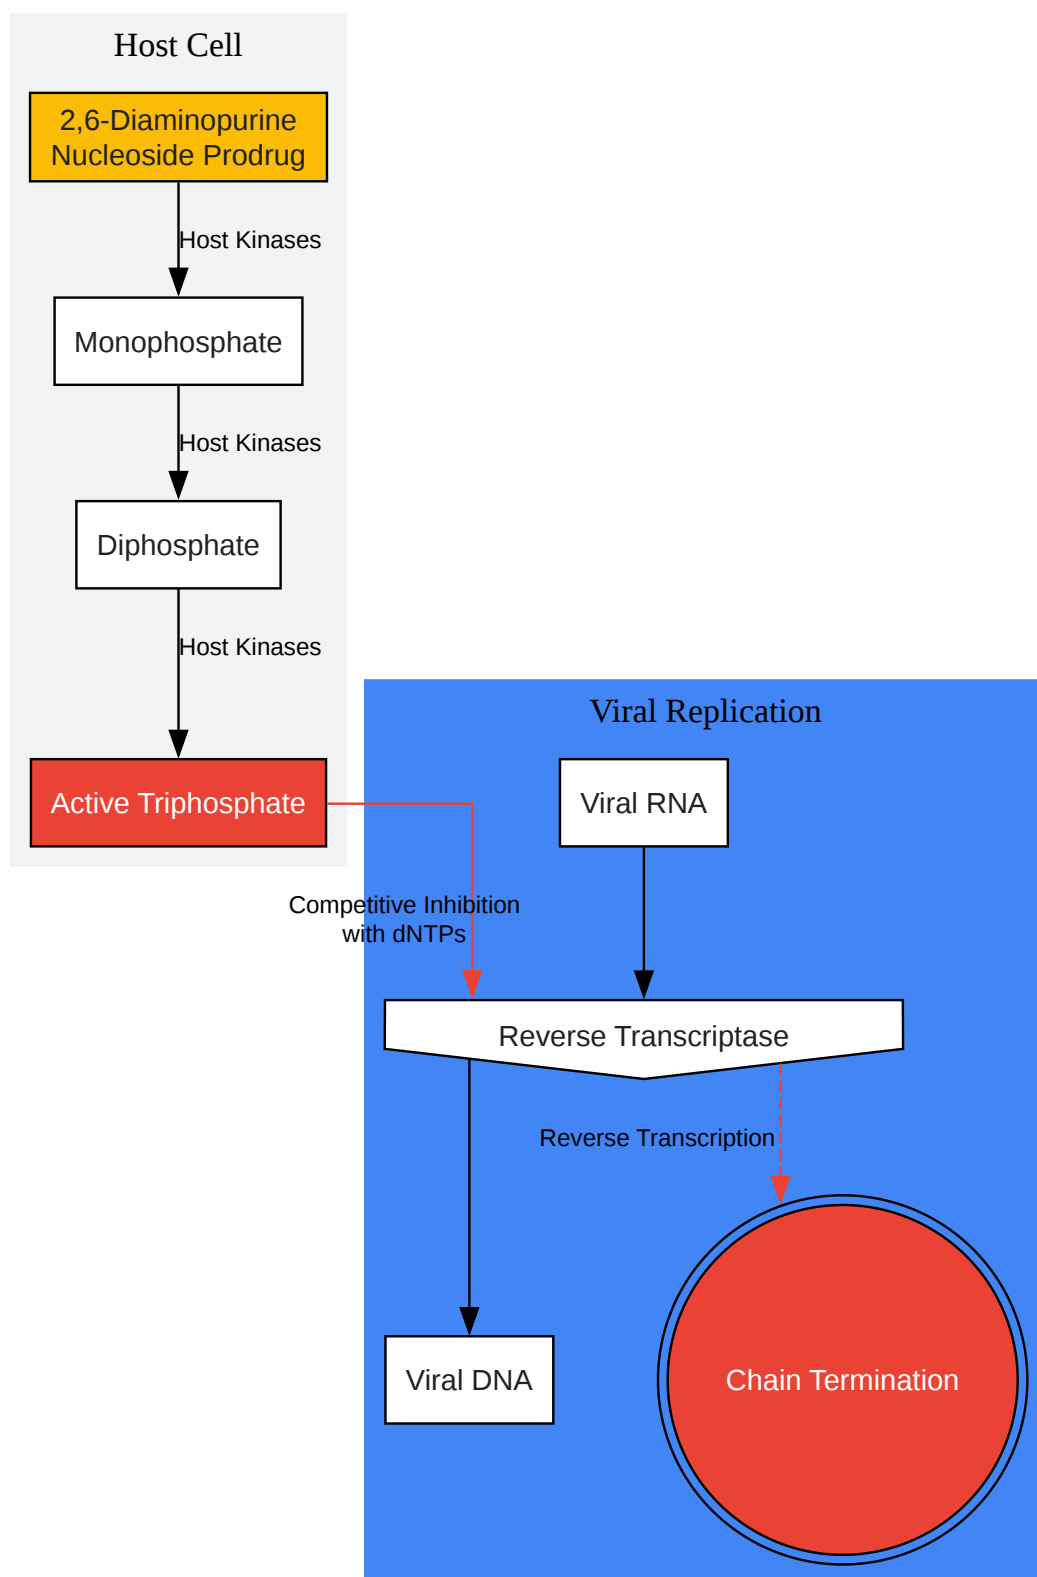 Host Cell
2,6-Diaminopurine
Nucleoside Prodrug
Host Kinases
Monophosphate
Host Kinases
Diphosphate
Host Kinases
Active Triphosphate
Viral Replication
Viral RNA
Competitive Inhibition
with dNTPs
Reverse Transcriptase
Reverse Transcription
Viral DNA
Chain Termination